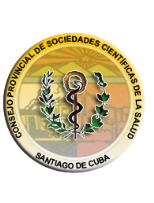 CONSEJO PROVINCIAL DE SOCIEDADES CIENTÍFICAS DE LA SALUD
SANTIAGO DE CUBA